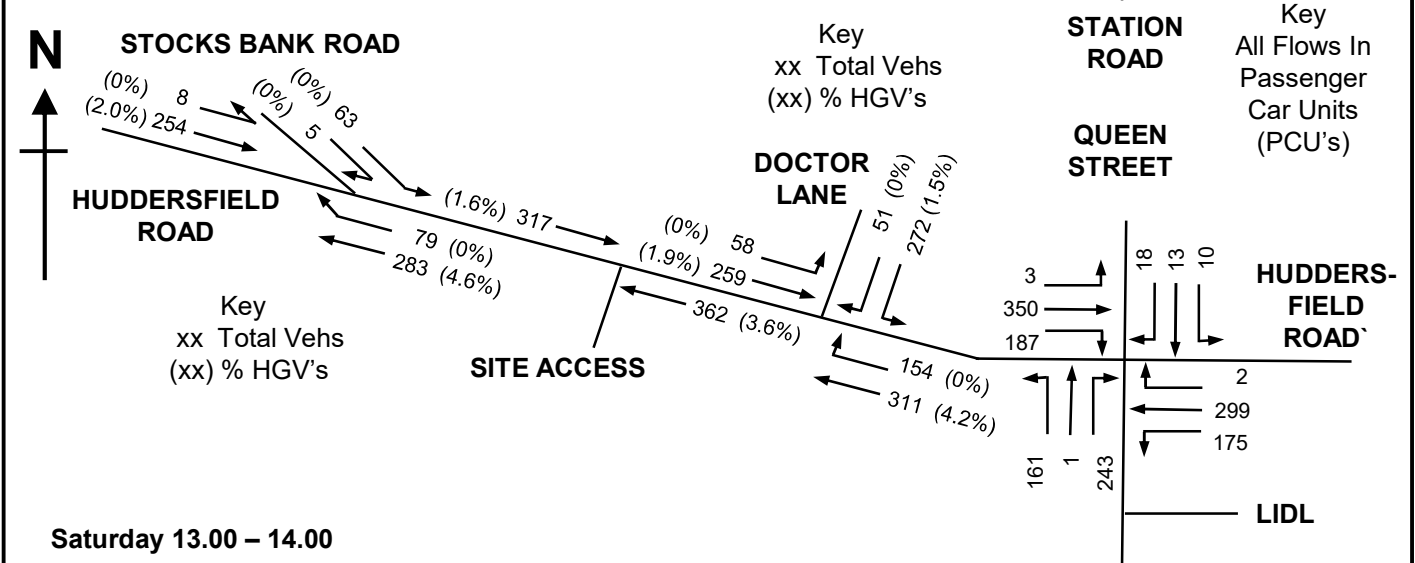 N
STOCKS BANK ROAD
(0%) 8
(2.0%) 254
(0%) 5
(0%) 63
HUDDERSFIELD
ROAD
79 (0%)
283 (4.6%)
(1.6%) 317
Key
xx Total Vehs
(xx) % HGV's
Key
xx Total Vehs
(xx) % HGV's
SITE ACCESS
362 (3.6%)
(0%) 58
(1.9%) 259
DOCTOR
LANE
51 (0%)
272 (1.5%)
154 (0%)
311 (4.2%)
STATION
ROAD
Key
All Flows In
Passenger
Car Units
(PCU's)
QUEEN
STREET
3
350
187
18
13
10
HUDDERS-
FIELD
ROAD`
2
299
175
161
1
243
LIDL
Saturday 13.00 – 14.00